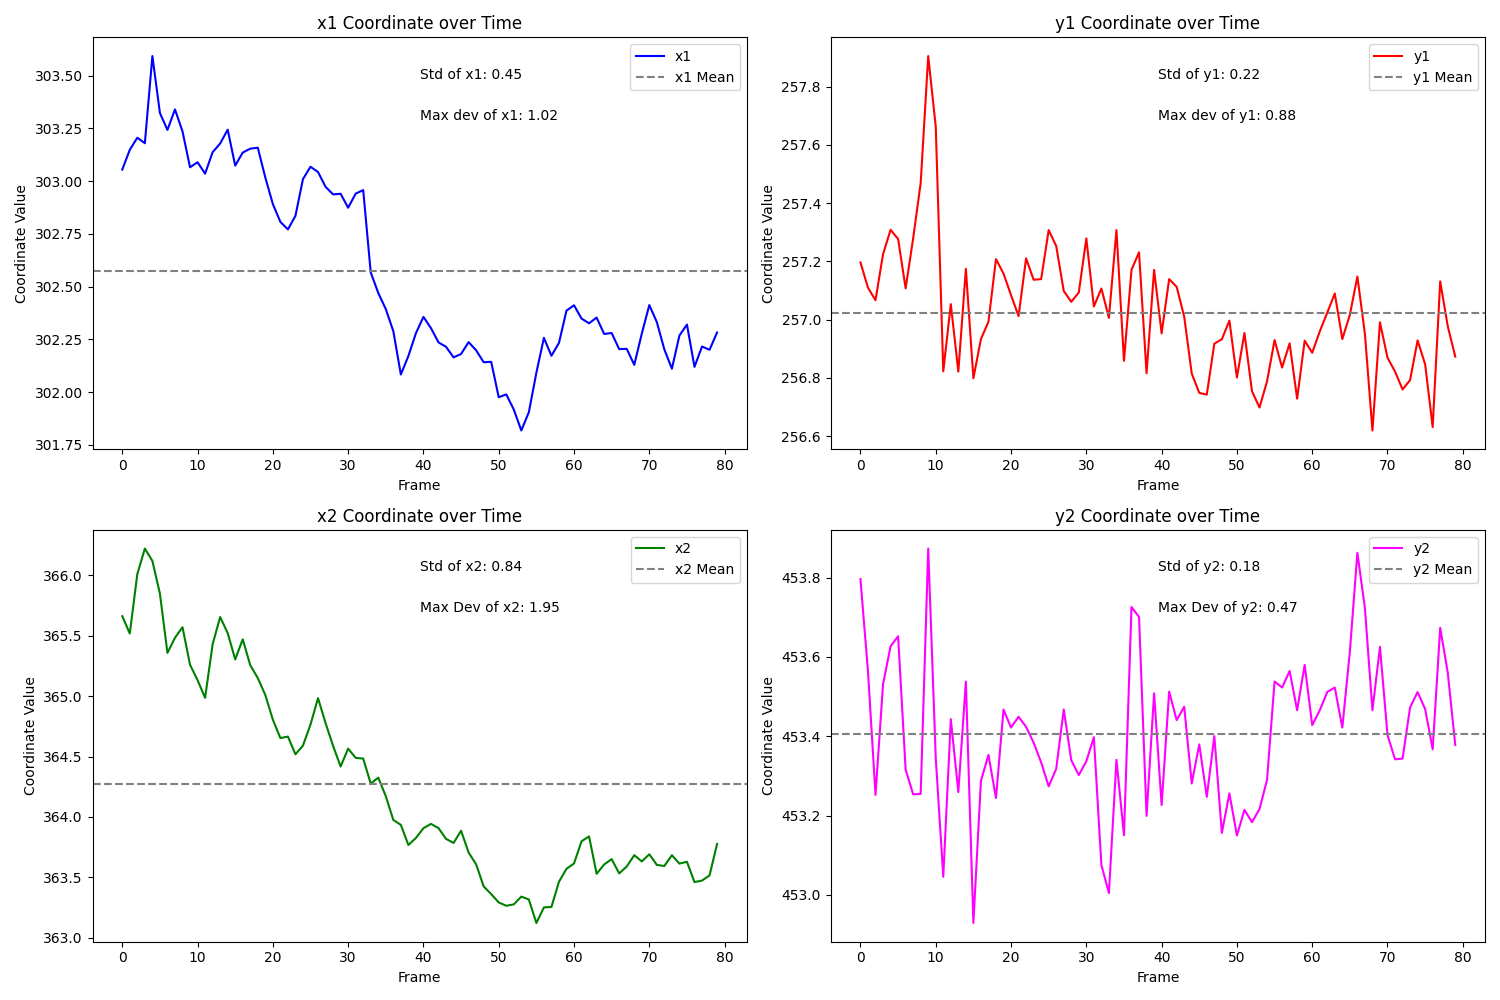 x1 Coordinate over Time
Coordinate Value
303.50
303.25
303.00
302.75
302.50
302.25
302.00
301.75
0 10 20 30 40 50 60 70 80
Frame
Std of x1: 0.45
Max dev of x1: 1.02
x1
x1 Mean
y1 Coordinate over Time
Coordinate Value
257.8
257.6
257.4
257.2
257.0
256.8
256.6
0 10 20 30 40 50 60 70 80
Frame
Std of y1: 0.22
Max dev of y1: 0.88
y1
y1 Mean
x2 Coordinate over Time
Coordinate Value
366.0
365.5
365.0
364.5
364.0
363.5
363.0
0 10 20 30 40 50 60 70 80
Frame
Std of x2: 0.84
Max Dev of x2: 1.95
x2
x2 Mean
y2 Coordinate over Time
Coordinate Value
453.8
453.6
453.4
453.2
453.0
0 10 20 30 40 50 60 70 80
Frame
Std of y2: 0.18
Max Dev of y2: 0.47
y2
y2 Mean